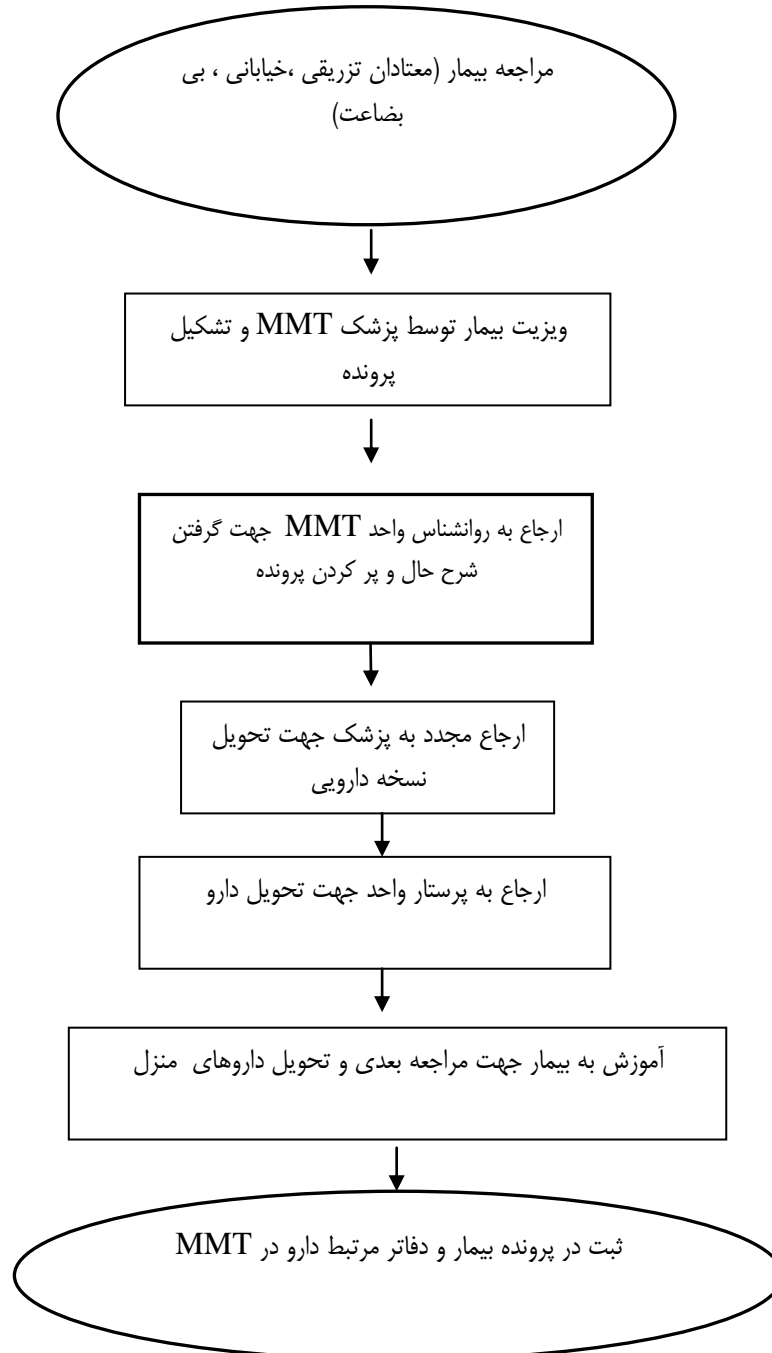 مراجعه بیمار (معتادان تزریقی ،خیابانی ، بی
بضاعت)
ویزیت بیمار توسط پزشک MMT و تشکیل
پرونده
ارجاع به روانشناس واحد MMT جهت گرفتن
شرح حال و پر کردن پرونده
ارجاع مجدد به پزشک جهت تحویل
نسخه دارویی
ارجاع به پرستار واحد جهت تحویل دارو
آموزش به بیمار جهت مراجعه بعدی و تحویل داروهای منزل
ثبت در پرونده بیمار و دفاتر مرتبط دارو در MMT